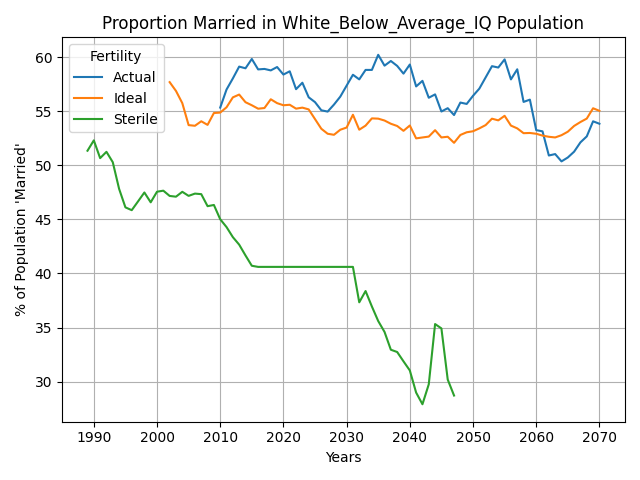 Proportion Married in White_Below_Average_IQ Population
Fertility
Actual
Ideal
Sterile
% of Population 'Married'
60
55
50
45
40
35
30
1990 2000 2010 2020 2030 2040 2050 2060 2070
Years